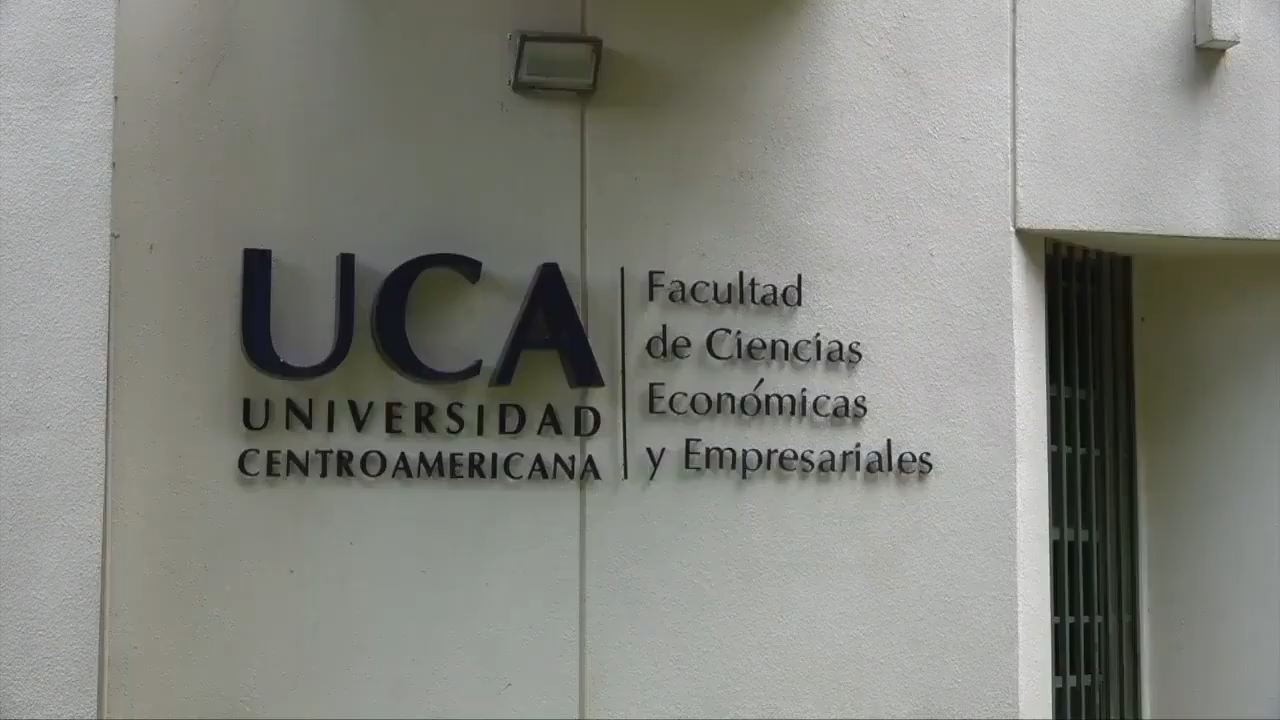 UCA
UNIVERSIDAD
CENTROAMERICANA
Facultad
de Ciencias
Económicas
y Empresariales